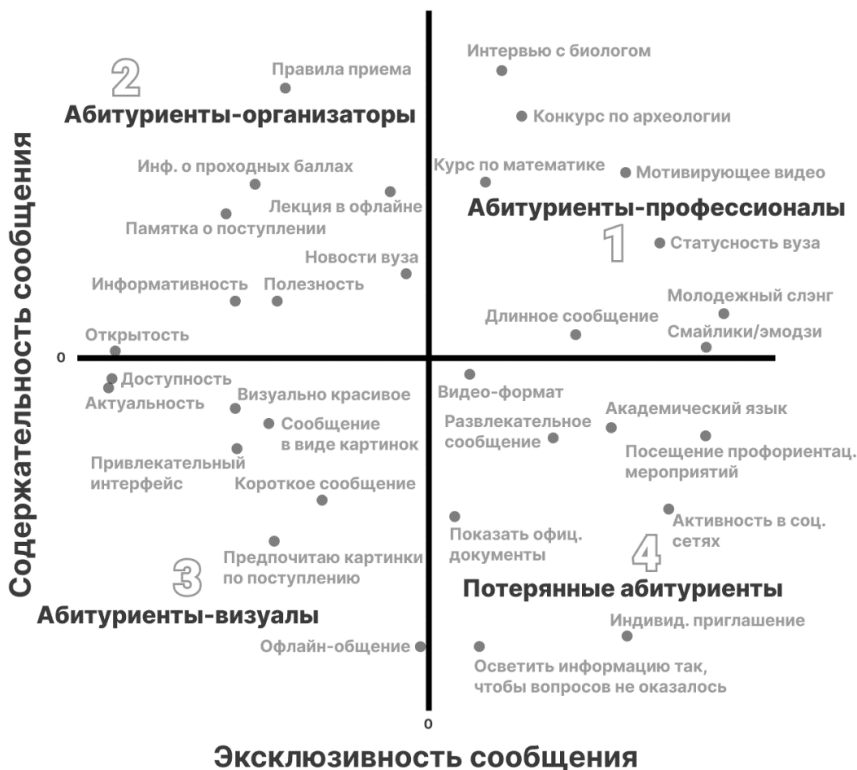 Интервью с биологом
2
Правила приема
Абитуриенты-организаторы
Конкурс по археологии
Инф. о проходных баллах
Курс по математике
Мотивирующее видео
Лекция в офлайне
Абитуриенты-профессионалы
Памятка о поступлении
1
Статусность вуза
Новости вуза
Информативность
Полезность
Молодежный слэнг
Длинное сообщение
Смайлики/эмодзи
Открытость
0
Доступность
Актуальность
Визуально красивое
Видео-формат
Сообщение
в виде картинок
Развлекательное
сообщение
Академический язык
Посещение профориентац.
мероприятий
Привлекательный
интерфейс
Короткое сообщение
Активность в соц.
сетях
Показать офиц.
документы
4
Предпочитаю картинки
по поступлению
3
Потерянные абитуриенты
Абитуриенты-визуалы
Индивид. приглашение
Офлайн-общение
Осветить информацию так,
чтобы вопросов не оказалось
0
Содержательность сообщения
Эксклюзивность сообщения